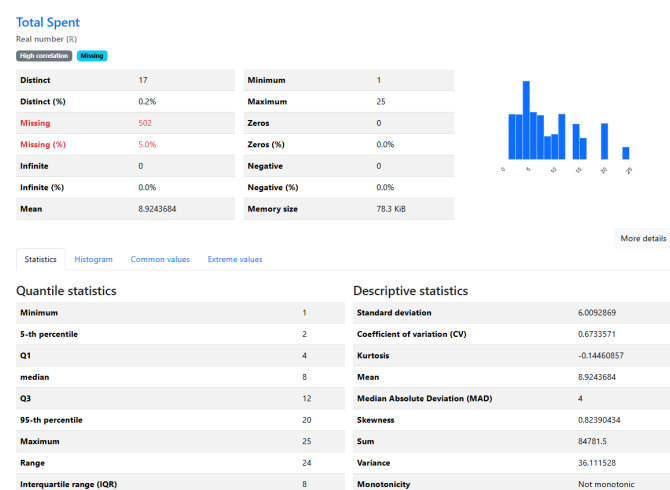 Total Spent
Real number (ℝ)
High correlation Missing
Distinct 17 Minimum 1
Distinct (%) 0.2% Maximum 25
Missing 502 Zeros 0
Missing (%) 5.0% Zeros (%) 0.0%
Infinite 0 Negative 0
Infinite (%) 0.0% Negative (%) 0.0%
Mean 8.9243684 Memory size 78.3 KiB
0 5 10 15 20 25
More details
Statistics Histogram Common values Extreme values
Quantile statistics Descriptive statistics
Minimum 1 Standard deviation 6.0092869
5-th percentile 2 Coefficient of variation (CV) 0.6733571
Q1 4 Kurtosis -0.14460857
median 8 Mean 8.9243684
Q3 12 Median Absolute Deviation (MAD) 4
95-th percentile 20 Skewness 0.82390434
Maximum 25 Sum 84781.5
Range 24 Variance 36.111528
Interquartile range (IQR) 8 Monotonicity Not monotonic